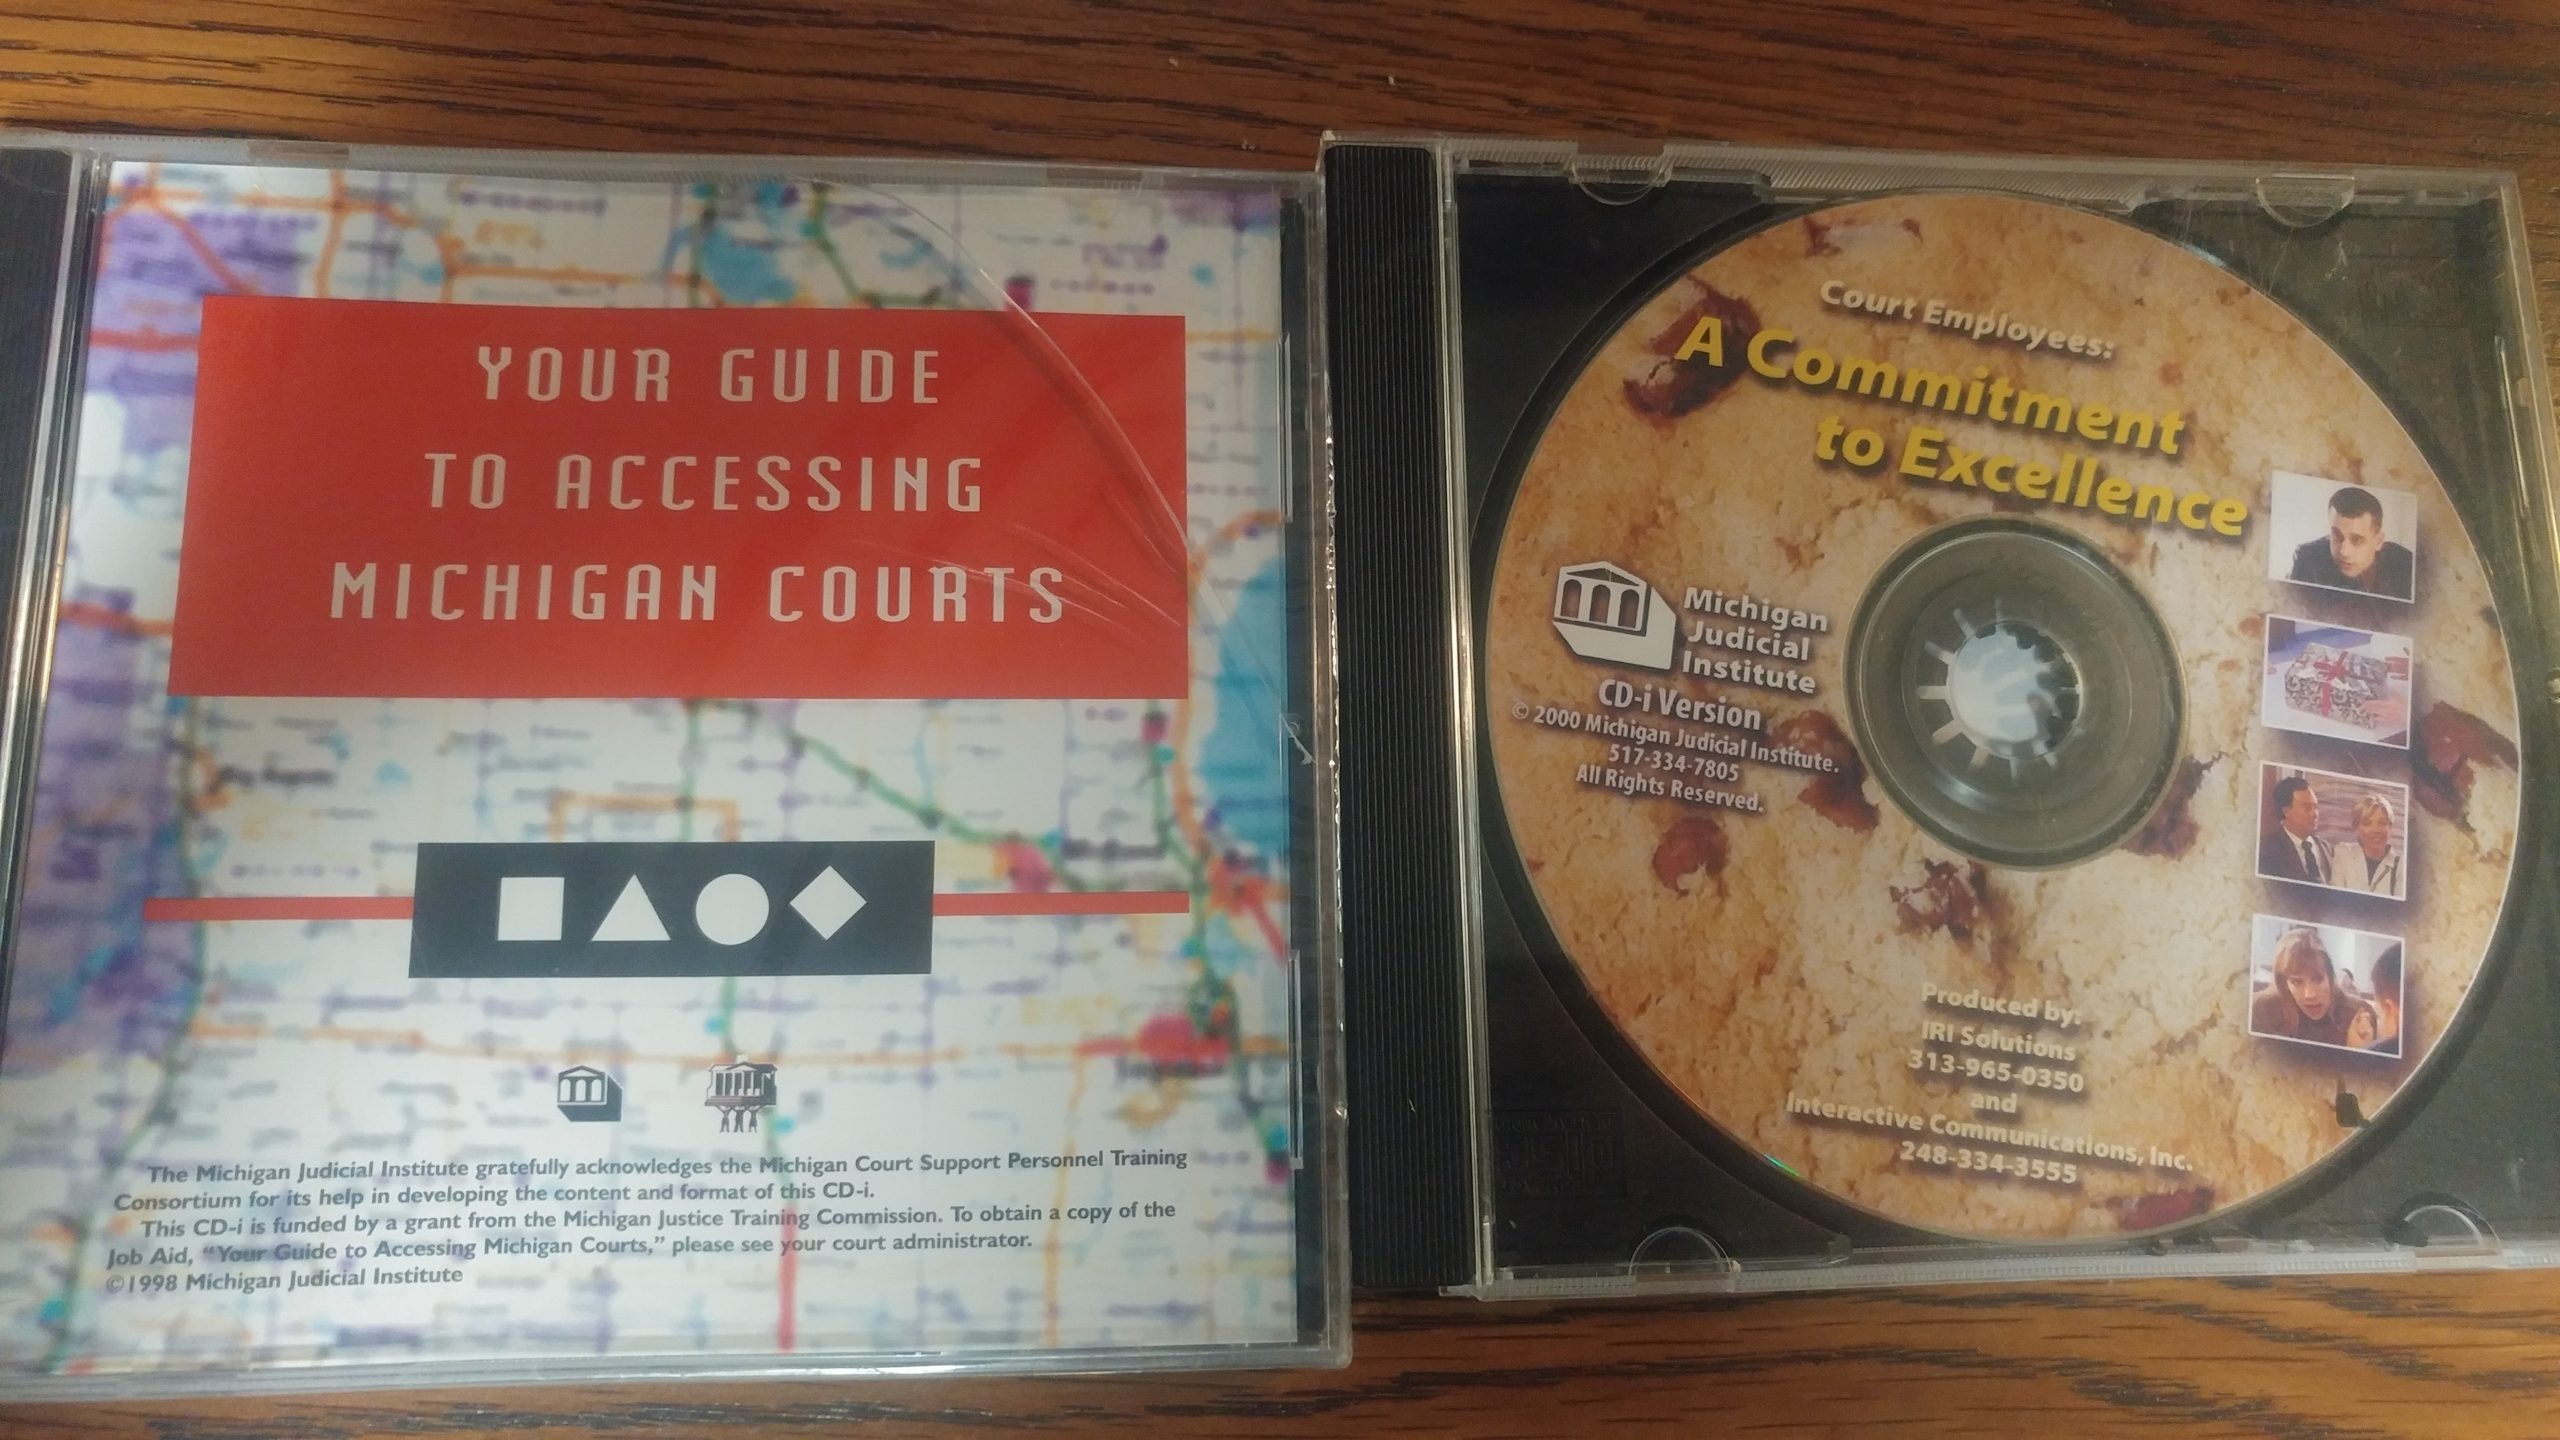 YOUR GUIDE
TO ACCESSING
MICHIGAN COURTS
The Michigan Judicial Institute gratefully acknowledges the Michigan Court Support Personnel Training
Consortium for its help in developing the content and format of this CD-i.
This CD-i is funded by a grant from the Michigan Justice Training Commission. To obtain a copy of the
Job Aid, “Your Guide to Accessing Michigan Courts,” please see your court administrator.
©1998 Michigan Judicial Institute
Court Employees:
A Commitment
to Excellence
Michigan
Judicial
Institute
CD-i Version
© 2000 Michigan Judicial Institute.
517-334-7805
All Rights Reserved.
Produced by:
IRI Solutions
313-965-0350
and
Interactive Communications, Inc.
248-334-3555